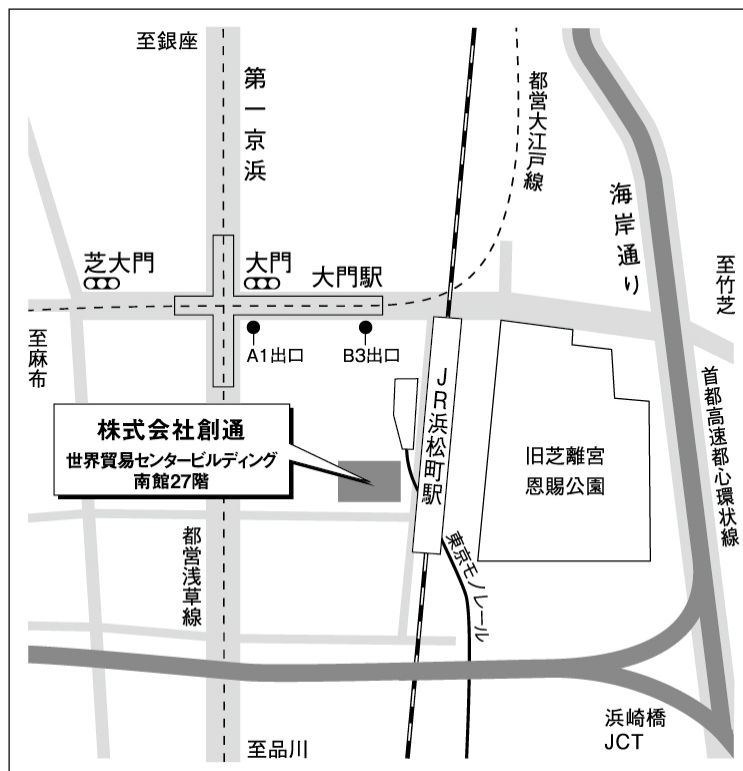 至銀座
第一京浜
都営大江戸線
海岸通り
至竹芝
芝大門
大門
大門駅
A1出口
B3出口
至麻布
首都高速都心環状線
株式会社創通
世界貿易センタービルディング
南館27階
JR浜松町駅
旧芝離宮
恩賜公園
都営浅草線
東京モノレール
至品川
浜崎橋
JCT